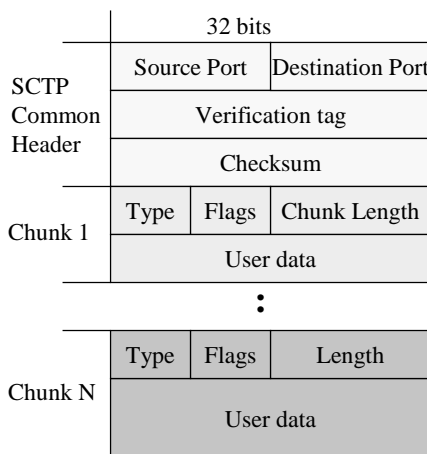 32 bits
SCTP
Common
Header
Source Port Destination Port
Verification tag
Checksum
Chunk 1
Type Flags Chunk Length
User data
:
Chunk N
Type Flags Length
User data